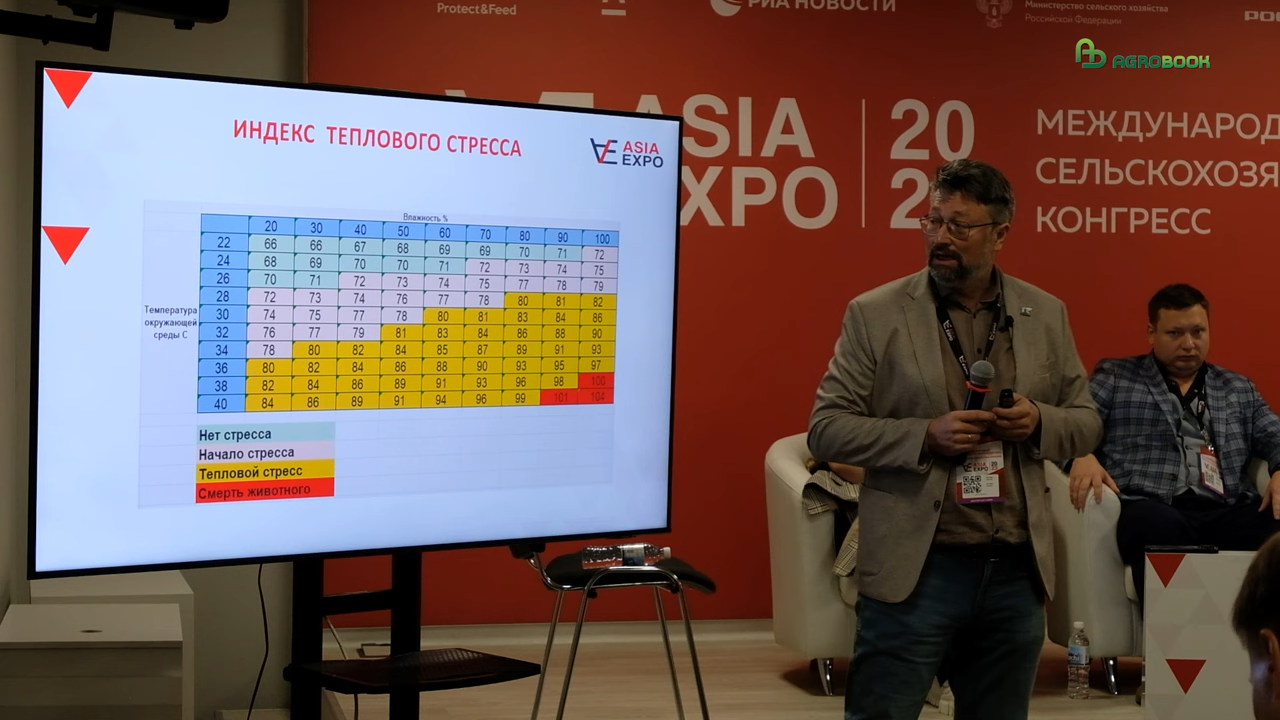 Protect&Feed
РИА НОВОСТИ
Министерство сельского хозяйства
Российской Федерации
AGROBOOK
ИНДЕКС ТЕПЛОВОГО СТРЕССА
ASIA
EXPO
ASIA
20
МЕЖДУНАРОД
СЕЛЬСКОХОЗЯ
КОНГРЕСС
Влажность %
20 30 40 50 60 70 80 90 100
22 66 66 67 68 69 69 70 71 72
24 68 69 70 70 71 72 73 74 75
26 70 71 72 73 74 75 77 78 79
28 72 73 74 76 77 78 80 81 82
30 74 75 77 78 80 81 83 84 86
32 76 77 79 81 83 84 86 88 90
34 78 80 82 84 85 87 89 91 93
36 80 82 84 86 88 90 93 95 97
38 82 84 86 89 91 93 96 98 100
40 84 86 89 91 94 96 99 101 104
Температура
окружающей
среды С
Нет стресса
Начало стресса
Тепловой стресс
Смерть животного
ASIA
EXPO